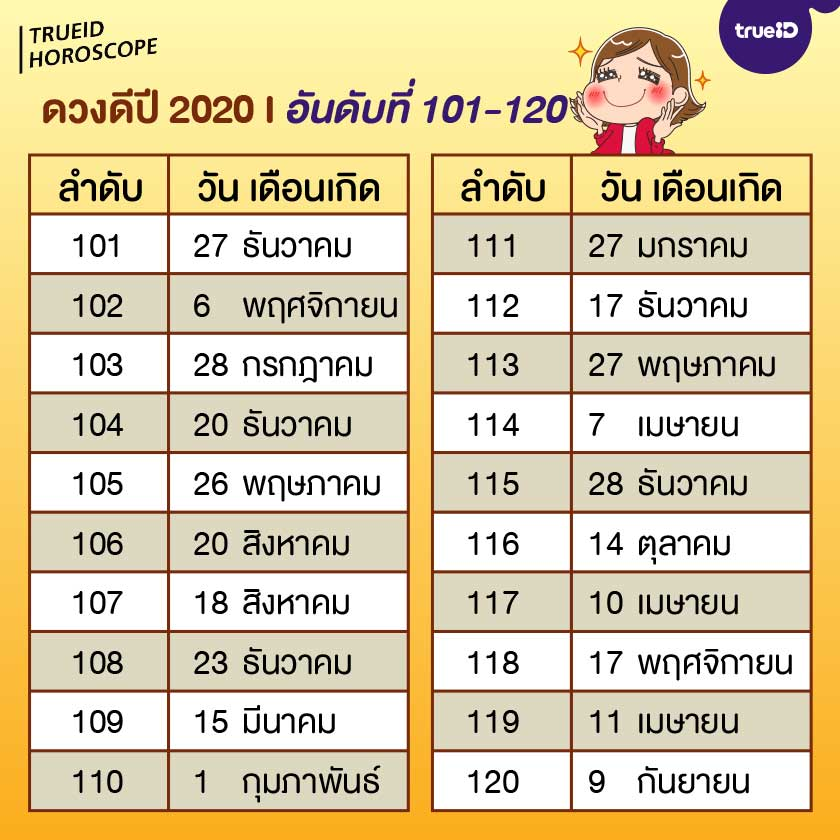 TRUEID
HOROSCOPE
trueiD
ดวงดีปี 2020 | อันดับที่ 101-120
ลำดับ วัน เดือนเกิด
101 27 ธันวาคม
102 6 พฤศจิกายน
103 28 กรกฎาคม
104 20 ธันวาคม
105 26 พฤษภาคม
106 20 สิงหาคม
107 18 สิงหาคม
108 23 ธันวาคม
109 15 มีนาคม
110 1 กุมภาพันธ์
ลำดับ วัน เดือนเกิด
111 27 มกราคม
112 17 ธันวาคม
113 27 พฤษภาคม
114 7 เมษายน
115 28 ธันวาคม
116 14 ตุลาคม
117 10 เมษายน
118 17 พฤศจิกายน
119 11 เมษายน
120 9 กันยายน